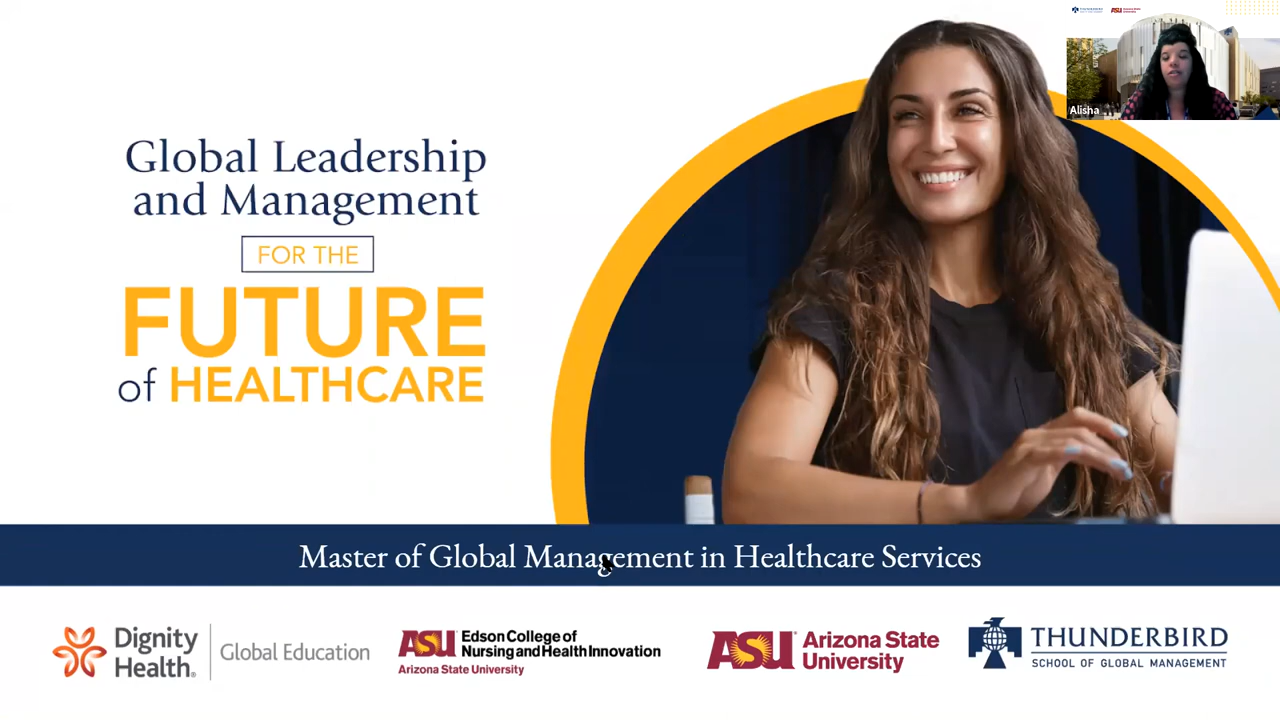 THUNDERBIRD
ASU
Alisha
Global Leadership
and Management
FOR THE
FUTURE
of HEALTHCARE
Master of Global Management in Healthcare Services
Dignity
Health®
Global Education
ASU Edson College of
Nursing and Health Innovation
Arizona State University
ASU Arizona State
University
THUNDERBIRD
SCHOOL OF GLOBAL MANAGEMENT